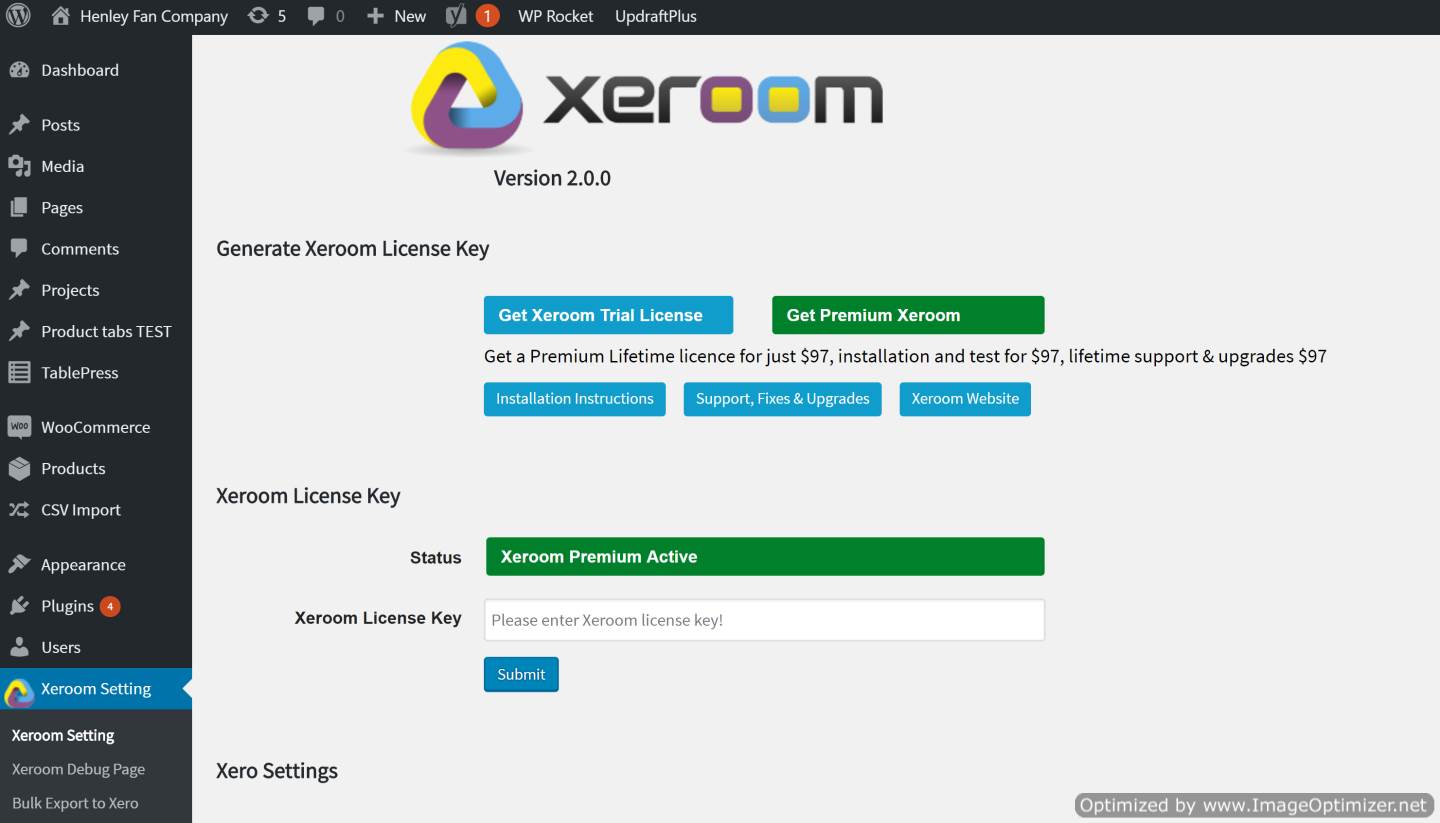 Henley Fan Company 5 0 New 1 WP Rocket UpdraftPlus
Dashboard
Posts
Media
Pages
Comments
Projects
Product tabs TEST
TablePress
WOO WooCommerce
Products
CSV Import
Appearance
Plugins 4
Users
Xeroom Setting
Xeroom Setting
Xeroom Debug Page
Bulk Export to Xero
xeroom
Version 2.0.0
Generate Xeroom License Key
Get Xeroom Trial License Get Premium Xeroom
Get a Premium Lifetime licence for just $97, installation and test for $97, lifetime support & upgrades $97
Installation Instructions Support, Fixes & Upgrades Xeroom Website
Xeroom License Key
Status Xeroom Premium Active
Xeroom License Key Please enter Xeroom license key!
Submit
Xero Settings
Optimized by www.ImageOptimizer.net